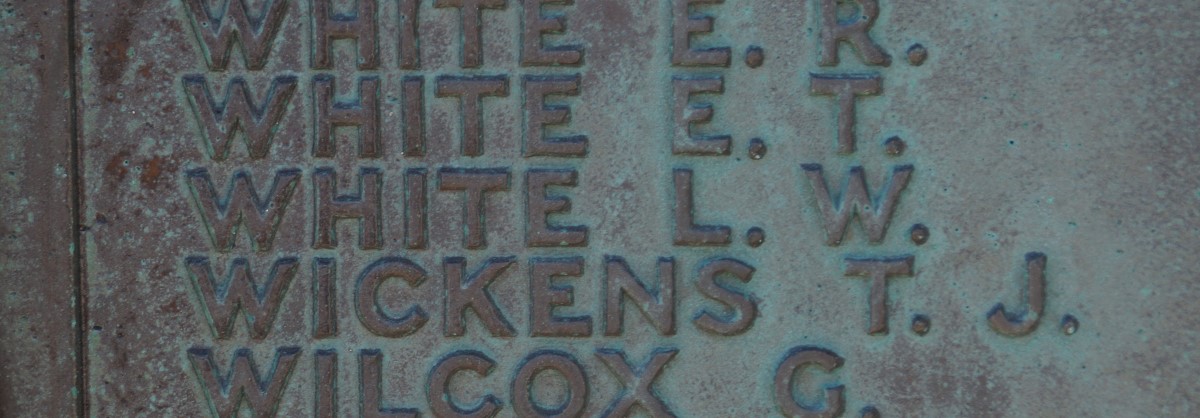 WHITE E. R.
WHITE E. T.
WHITE L. W.
WICKENS T. J.
WILCOX G.